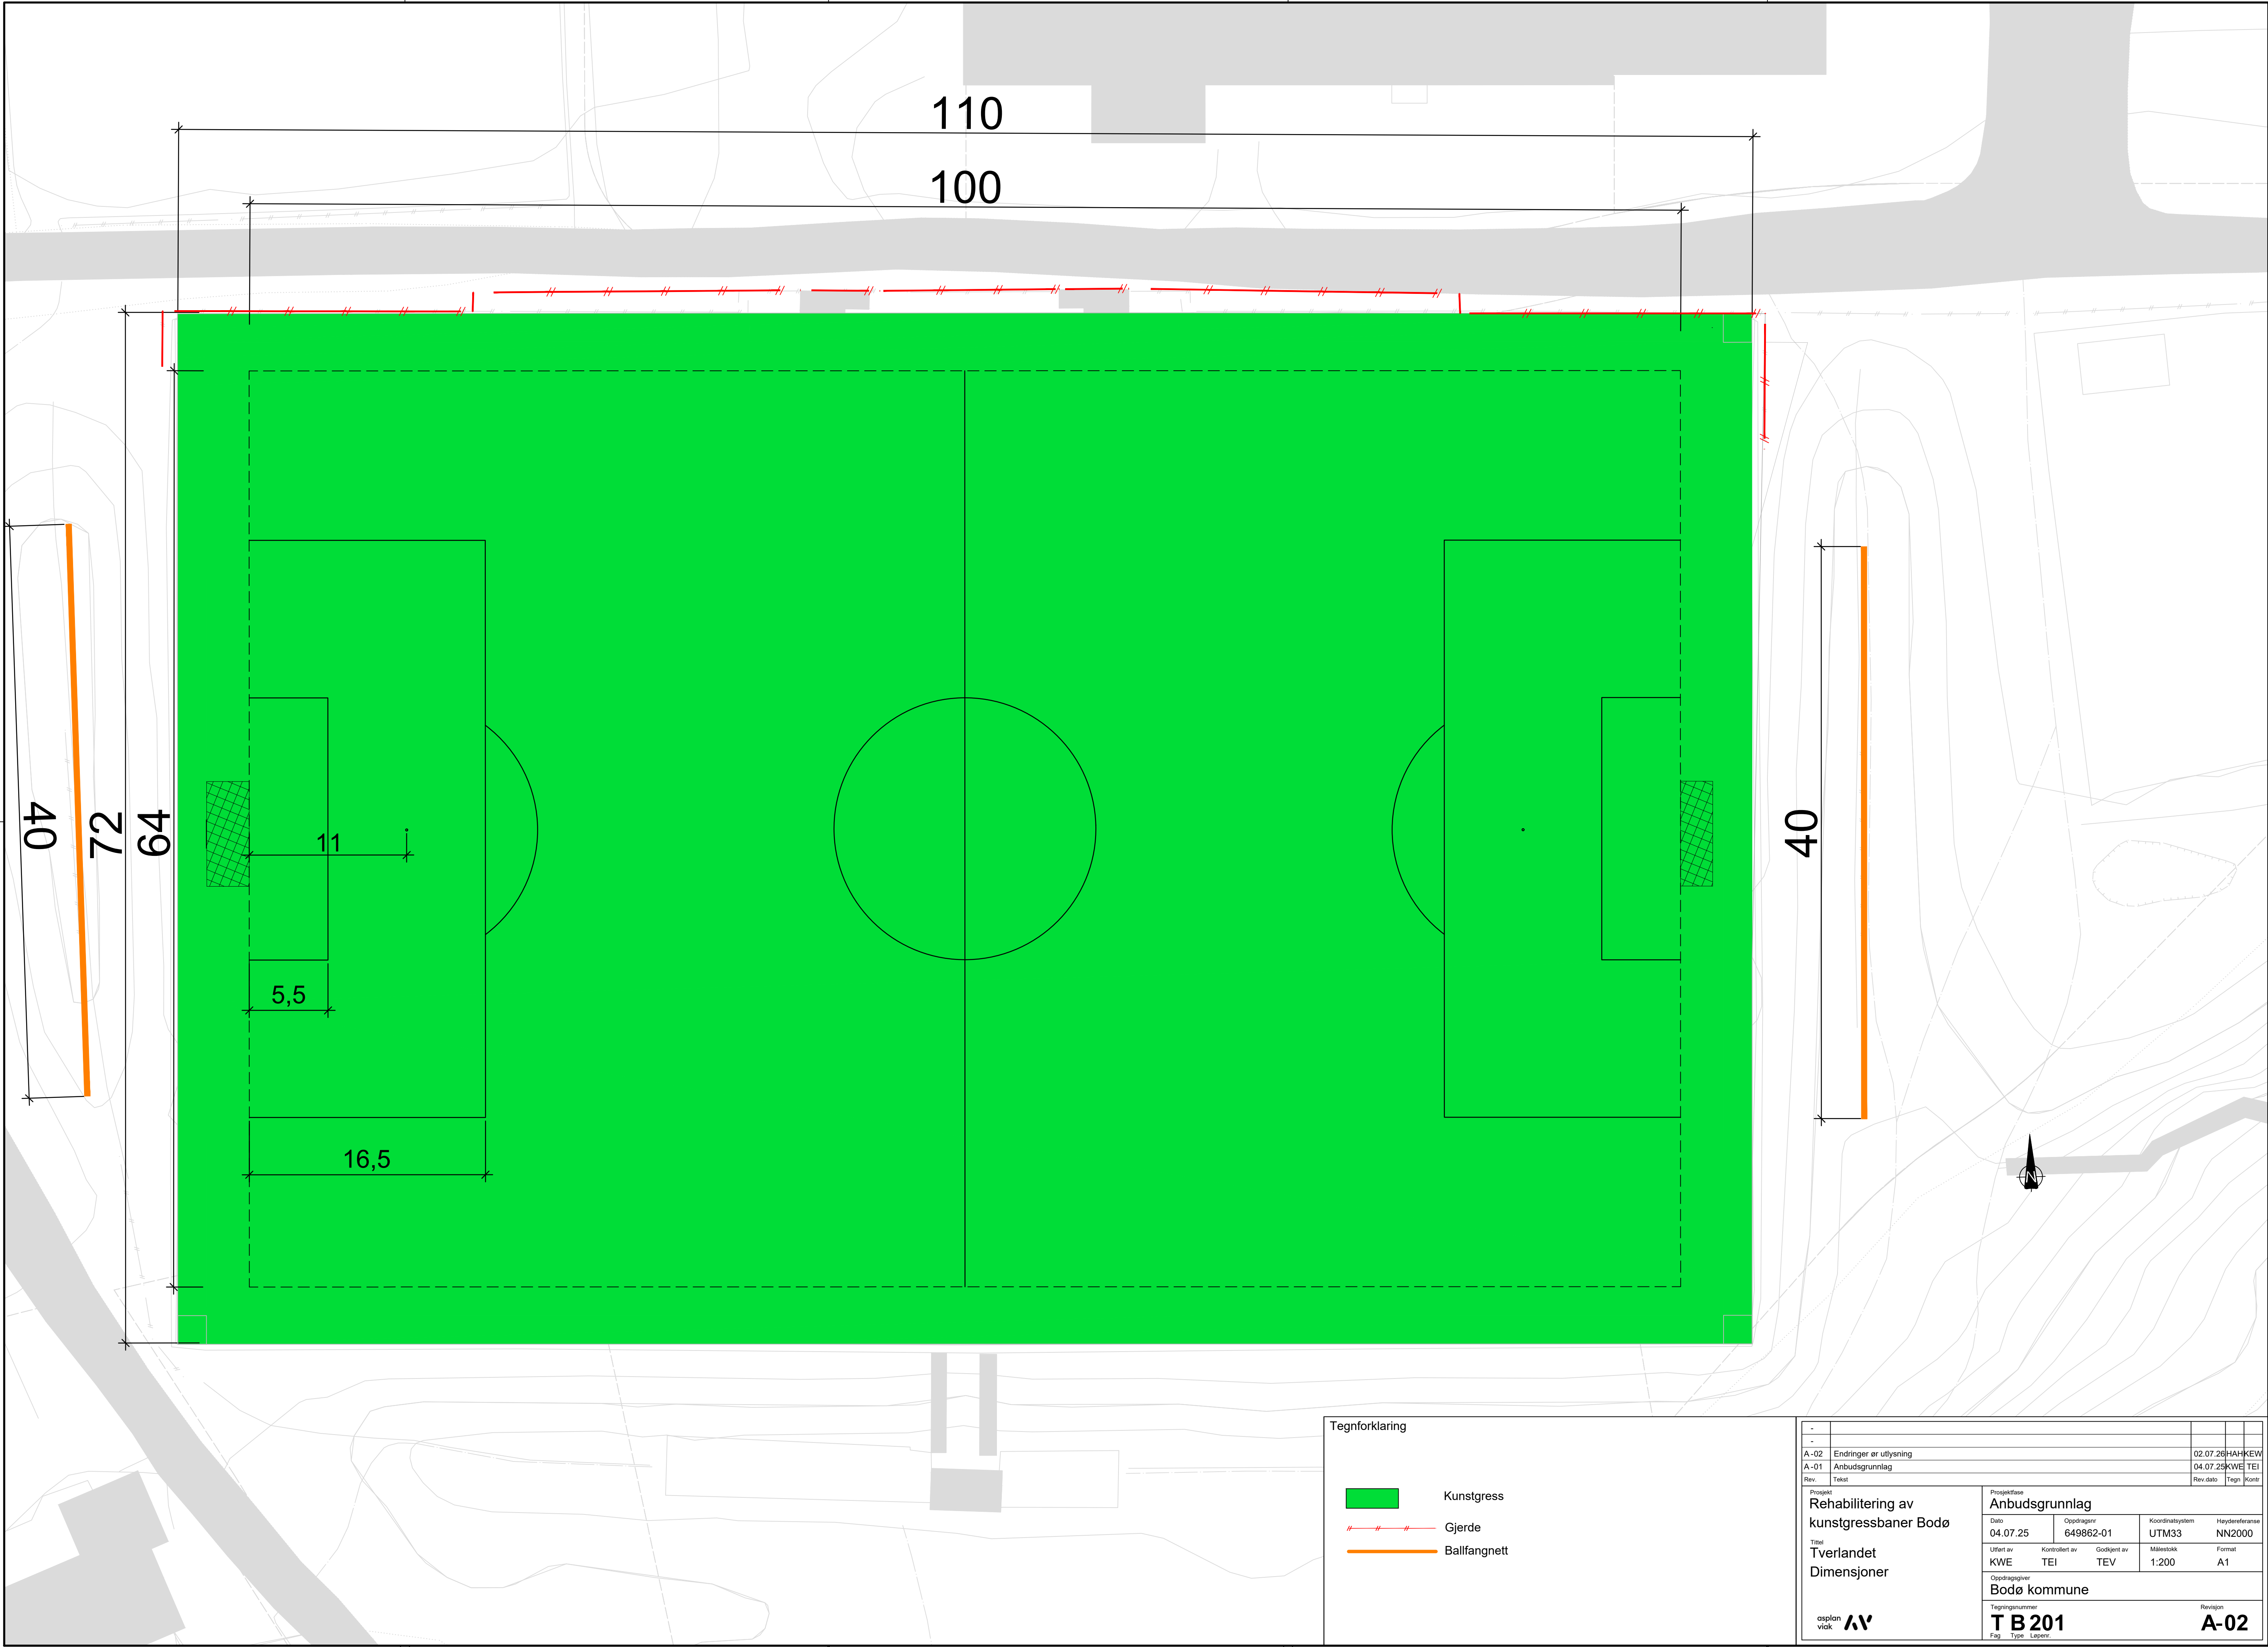 110
100
40
72
64
11
5,5
16,5
40
N
Tegnforklaring
Kunstgress
Gjerde
Ballfangnett
-
-
A-02 Endringer ør utlysning 02.07.26 HAH KEW
A-01 Anbudsgrunnlag 04.07.25 KWE TEI
Rev. Tekst Rev.dato Tegn Kontr
Prosjekt
Rehabilitering av
kunstgressbaner Bodø
Tittel
Tverlandet
Dimensjoner
asplan
viak
Prosjektfase
Anbudsgrunnlag
Dato Oppdragsnr Koordinatsystem Høydereferanse
04.07.25 649862-01 UTM33 NN2000
Utført av Kontrollert av Godkjent av Målestokk Format
KWE TEI TEV 1:200 A1
Oppdragsgiver
Bodø kommune
Tegningsnummer Revisjon
T B 201 A-02
Fag Type Løpenr.